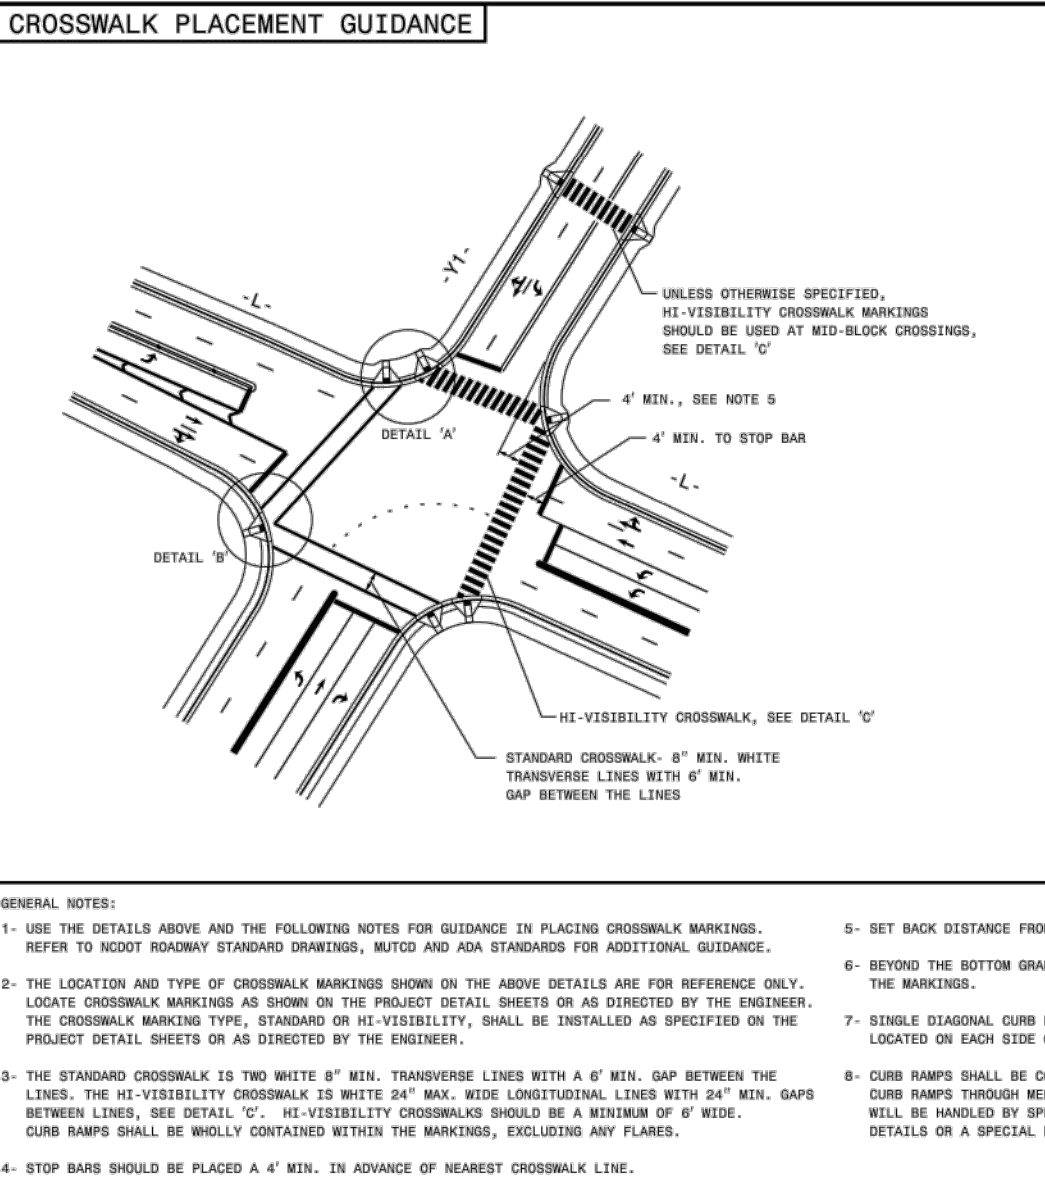 CROSSWALK PLACEMENT GUIDANCE
-Y1-
-L-
UNLESS OTHERWISE SPECIFIED,
HI-VISIBILITY CROSSWALK MARKINGS
SHOULD BE USED AT MID-BLOCK CROSSINGS,
SEE DETAIL 'C'
4' MIN., SEE NOTE 5
DETAIL 'A'
4' MIN. TO STOP BAR
-L-
DETAIL 'B'
HI-VISIBILITY CROSSWALK, SEE DETAIL 'C'
STANDARD CROSSWALK- 8" MIN. WHITE
TRANSVERSE LINES WITH 6' MIN.
GAP BETWEEN THE LINES
GENERAL NOTES:
1- USE THE DETAILS ABOVE AND THE FOLLOWING NOTES FOR GUIDANCE IN PLACING CROSSWALK MARKINGS.
REFER TO NCDOT ROADWAY STANDARD DRAWINGS, MUTCD AND ADA STANDARDS FOR ADDITIONAL GUIDANCE.
2- THE LOCATION AND TYPE OF CROSSWALK MARKINGS SHOWN ON THE ABOVE DETAILS ARE FOR REFERENCE ONLY.
LOCATE CROSSWALK MARKINGS AS SHOWN ON THE PROJECT DETAIL SHEETS OR AS DIRECTED BY THE ENGINEER.
THE CROSSWALK MARKING TYPE, STANDARD OR HI-VISIBILITY, SHALL BE INSTALLED AS SPECIFIED ON THE
PROJECT DETAIL SHEETS OR AS DIRECTED BY THE ENGINEER.
3- THE STANDARD CROSSWALK IS TWO WHITE 8" MIN. TRANSVERSE LINES WITH A 6' MIN. GAP BETWEEN THE
LINES. THE HI-VISIBILITY CROSSWALK IS WHITE 24" MAX. WIDE LONGITUDINAL LINES WITH 24" MIN. GAPS
BETWEEN LINES, SEE DETAIL 'C'. HI-VISIBILITY CROSSWALKS SHOULD BE A MINIMUM OF 6' WIDE.
CURB RAMPS SHALL BE WHOLLY CONTAINED WITHIN THE MARKINGS, EXCLUDING ANY FLARES.
4- STOP BARS SHOULD BE PLACED A 4' MIN. IN ADVANCE OF NEAREST CROSSWALK LINE.
5- SET BACK DISTANCE FRO
6- BEYOND THE BOTTOM GRA
THE MARKINGS.
7- SINGLE DIAGONAL CURB
LOCATED ON EACH SIDE
8- CURB RAMPS SHALL BE C
CURB RAMPS THROUGH ME
WILL BE HANDLED BY SP
DETAILS OR A SPECIAL